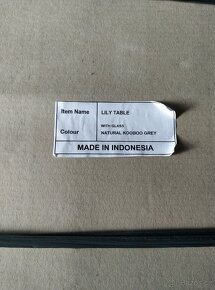 Item Name LILY TABLE
WITH GLASS
Colour NATURAL KOOBOO GREY
MADE IN INDONESIA